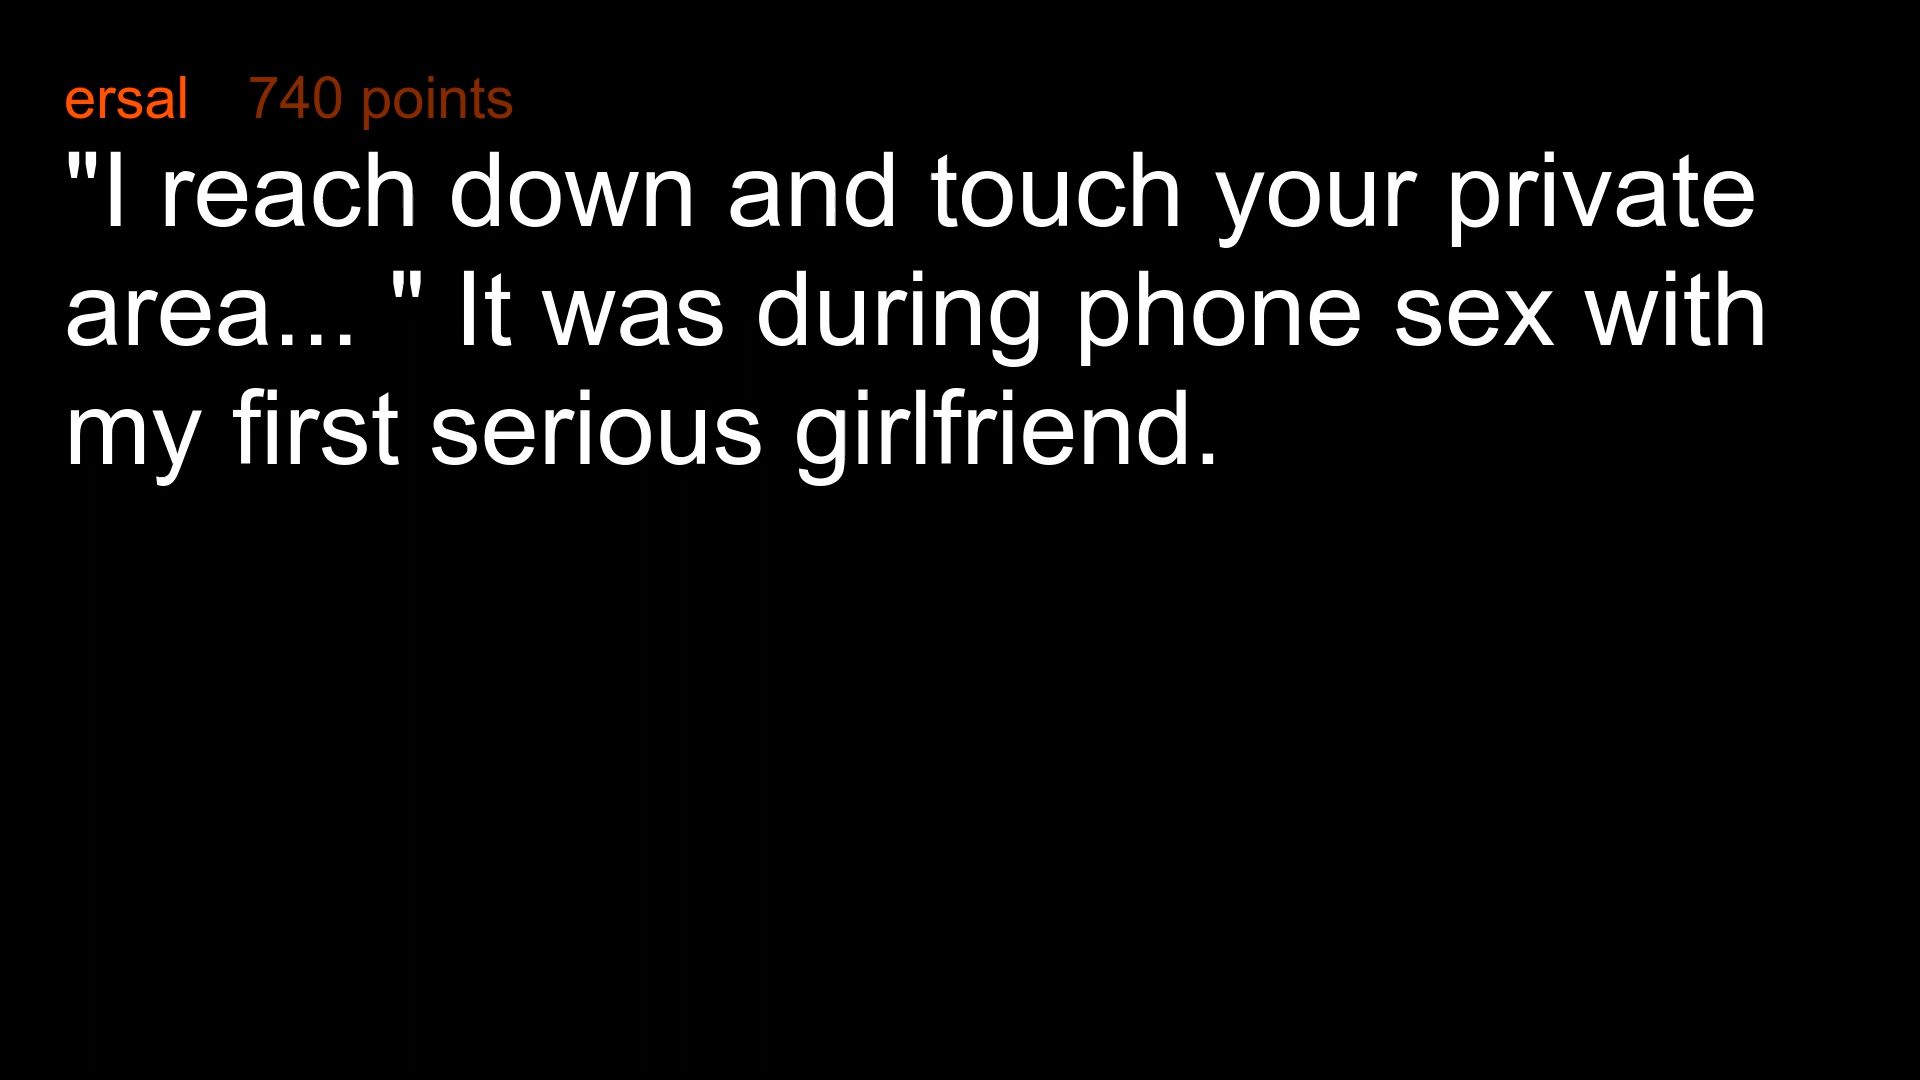 ersal 740 points
"I reach down and touch your private
area... " It was during phone sex with
my first serious girlfriend.